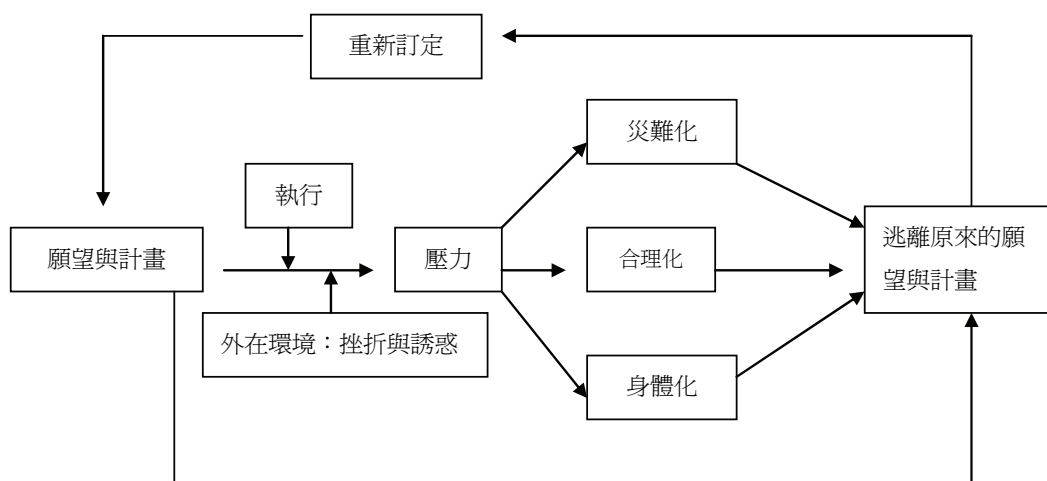 重新訂定
災難化
執行
願望與計畫
壓力
合理化
逃離原來的願
望與計畫
外在環境：挫折與誘惑
身體化